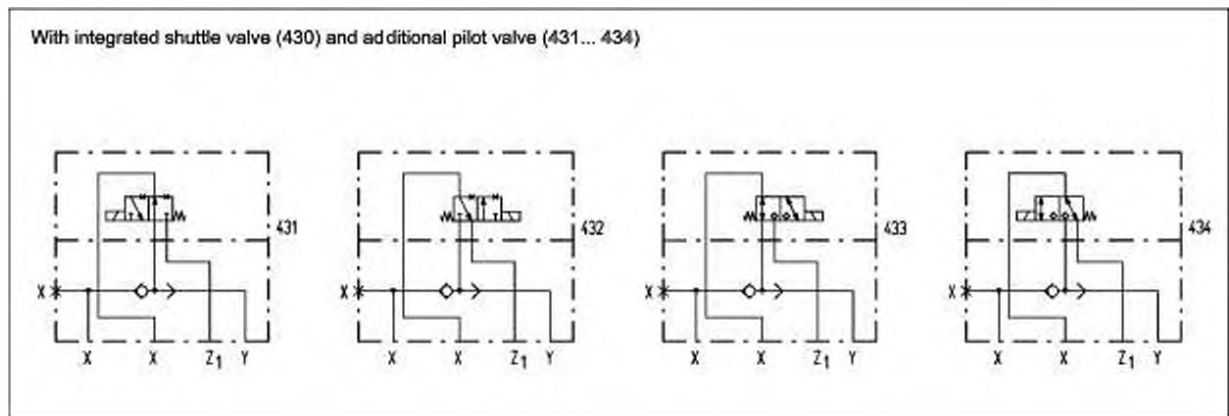 With integrated shuttle valve (430) and additional pilot valve (431... 434)
431
432
433
434
X
X
X
X
X X Z1 Y
X X Z1 Y
X X Z1 Y
X X Z1 Y